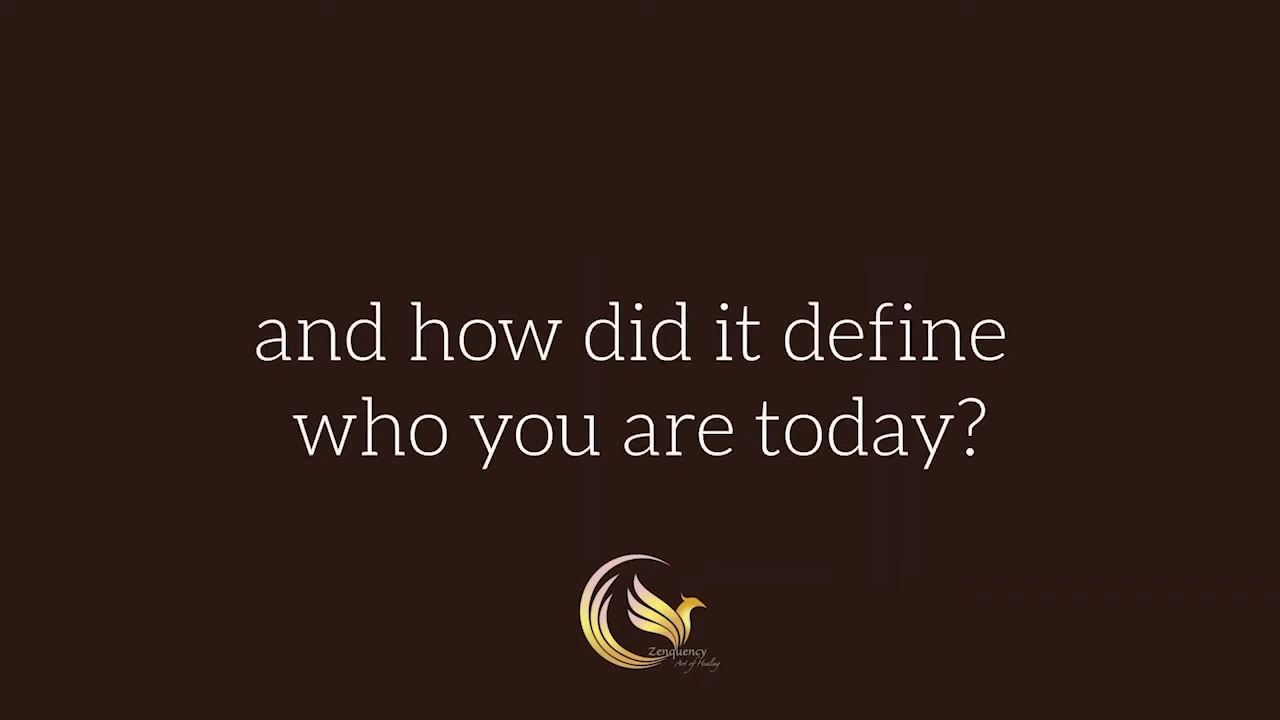 and how did it define
who you are today?
Zenquency
Art of Healing